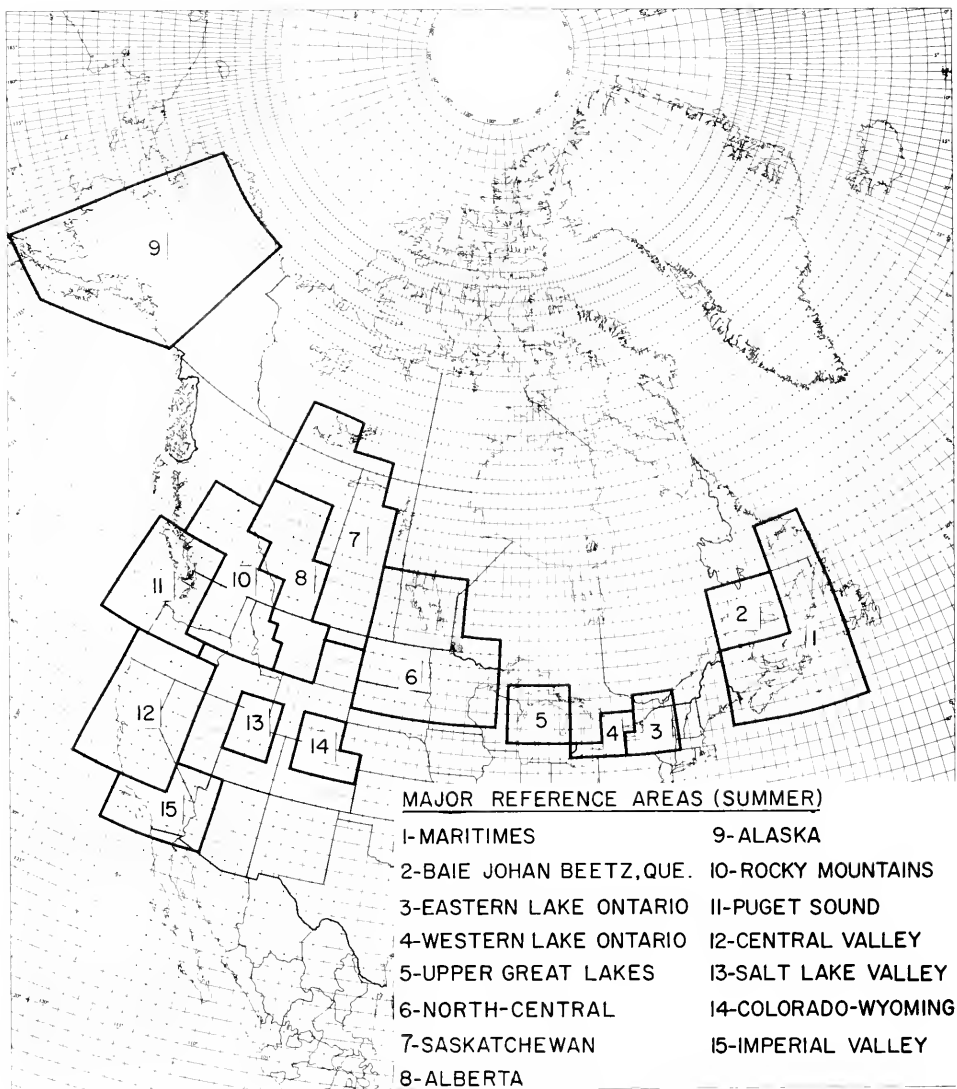 9
7
11
10
8
2
1
6
12
13
14
5
4
3
15
MAJOR REFERENCE AREAS (SUMMER)
1-MARITIMES
2-BAIE JOHAN BEETZ, QUE.
3-EASTERN LAKE ONTARIO
4-WESTERN LAKE ONTARIO
5-UPPER GREAT LAKES
6-NORTH-CENTRAL
7-SASKATCHEWAN
8-ALBERTA
9-ALASKA
10-ROCKY MOUNTAINS
11-PUGET SOUND
12-CENTRAL VALLEY
13-SALT LAKE VALLEY
14-COLORADO-WYOMING
15-IMPERIAL VALLEY